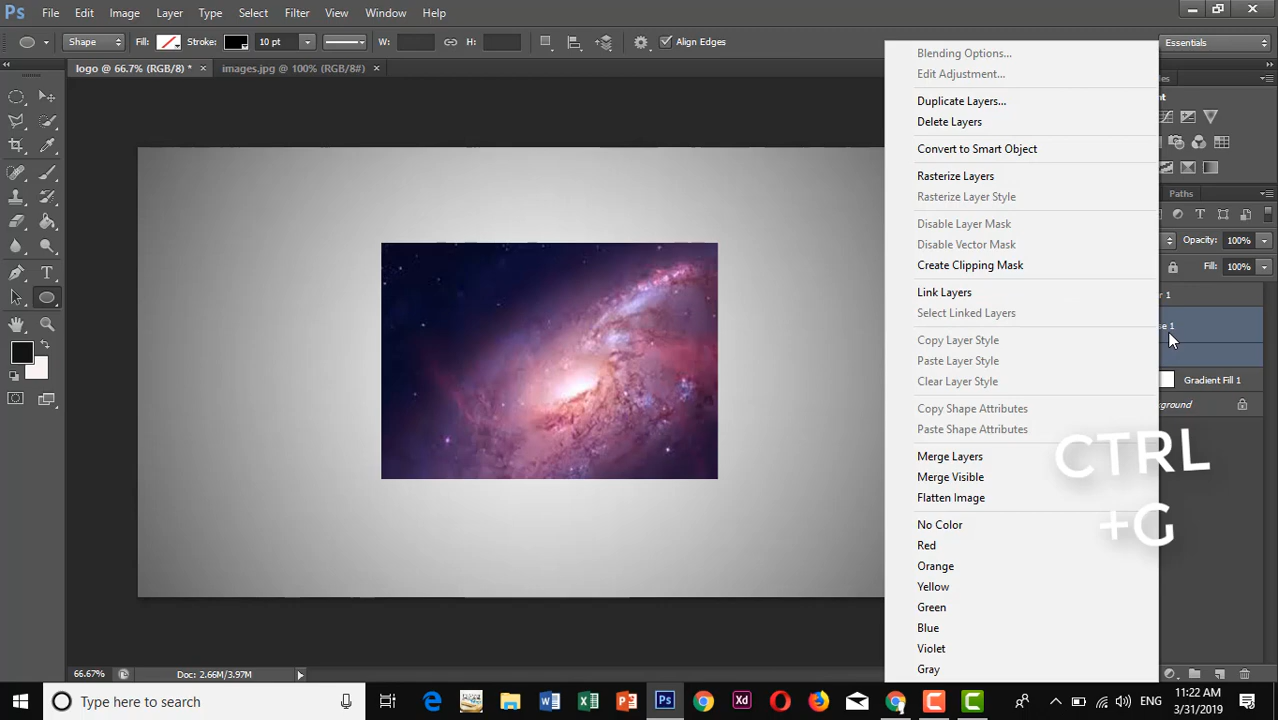 Ps File Edit Image Layer Type Select Filter View Window Help
Shape Fill: Stroke: 10 pt W: H: Align Edges Essentials
logo @ 66.7% (RGB/8) * × images.jpg @ 100% (RGB/8#) ×
Blending Options...
Edit Adjustment...
Duplicate Layers...
Delete Layers
Convert to Smart Object
Rasterize Layers
Rasterize Layer Style
Disable Layer Mask
Disable Vector Mask
Create Clipping Mask
Link Layers
Select Linked Layers
Copy Layer Style
Paste Layer Style
Clear Layer Style
Copy Shape Attributes
Paste Shape Attributes
Merge Layers
Merge Visible
Flatten Image
No Color
Red
Orange
Yellow
Green
Blue
Violet
Gray
Paths
Opacity: 100%
Fill: 100%
Gradient Fill 1
CTRL
+G
66.67% Doc: 2.66M/3.97M
Type here to search
Xd Ps
ENG
11:22 AM
3/31/2019